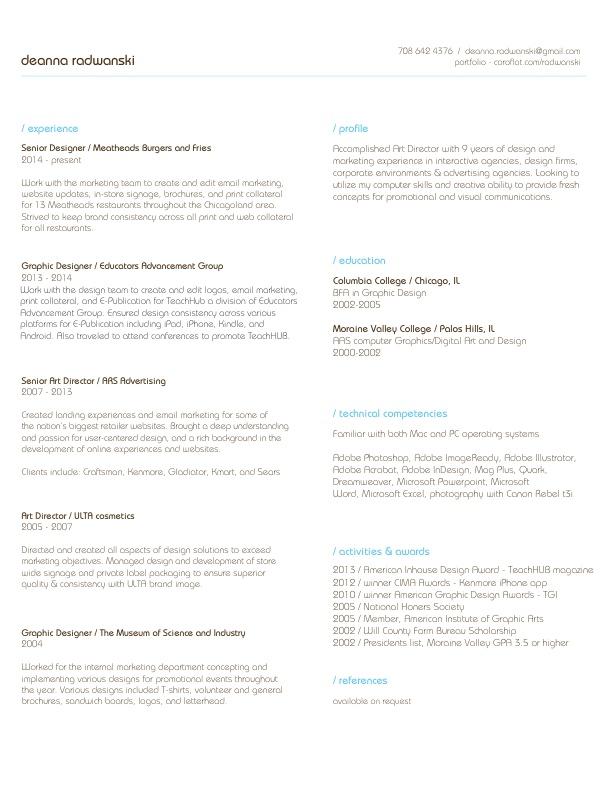 deanna radwanski
708 642 4376 / deanna.radwanski@gmail.com
portfolio - coroflot.com/radwanski
/ experience
Senior Designer / Meatheads Burgers and Fries
2014 - present
Work with the marketing team to create and edit email marketing,
website updates, in-store signage, brochures, and print collateral
for 13 Meatheads restaurants throughout the Chicagoland area.
Strived to keep brand consistency across all print and web collateral
for all restaurants.
Graphic Designer / Educators Advancement Group
2013 - 2014
Work with the design team to create and edit logos, email marketing,
print collateral, and E-Publication for TeachHub a division of Educators
Advancement Group. Ensured design consistency across various
platforms for E-Publication including iPad, iPhone, Kindle, and
Android. Also traveled to attend conferences to promote TeachHUB.
Senior Art Director / ARS Advertising
2007 - 2013
Created landing experiences and email marketing for some of
the nation's biggest retailer websites. Brought a deep understanding
and passion for user-centered design, and a rich background in the
development of online experiences and websites.
Clients include: Craftsman, Kenmore, Gladiator, Kmart, and Sears
Art Director / ULTA cosmetics
2005 - 2007
Directed and created all aspects of design solutions to exceed
marketing objectives. Managed design and development of store
wide signage and private label packaging to ensure superior
quality & consistency with ULTA brand image.
Graphic Designer / The Museum of Science and Industry
2004
Worked for the internal marketing department concepting and
implementing various designs for promotional events throughout
the year. Various designs included T-shirts, volunteer and general
brochures, sandwich boards, logos, and letterhead.
/ profile
Accomplished Art Director with 9 years of design and
marketing experience in interactive agencies, design firms,
corporate environments & advertising agencies. Looking to
utilize my computer skills and creative ability to provide fresh
concepts for promotional and visual communications.
/ education
Columbia College / Chicago, IL
BFA in Graphic Design
2002-2005
Moraine Valley College / Palos Hills, IL
AAS computer Graphics/Digital Art and Design
2000-2002
/ technical competencies
Familiar with both Mac and PC operating systems
Adobe Photoshop, Adobe ImageReady, Adobe Illustrator,
Adobe Acrobat, Adobe InDesign, Mag Plus, Quark,
Dreamweaver, Microsoft Powerpoint, Microsoft
Word, Microsoft Excel, photography with Canon Rebel t3i
/ activities & awards
2013 / American Inhouse Design Award - TeachHUB magazine
2012 / winner CIMA Awards - Kenmore iPhone app
2010 / winner American Graphic Design Awards - TGI
2005 / National Honers Society
2005 / Member, American Institute of Graphic Arts
2002 / Will County Farm Bureau Scholarship
2002 / Presidents list, Moraine Valley GPA 3.5 or higher
/ references
available on request